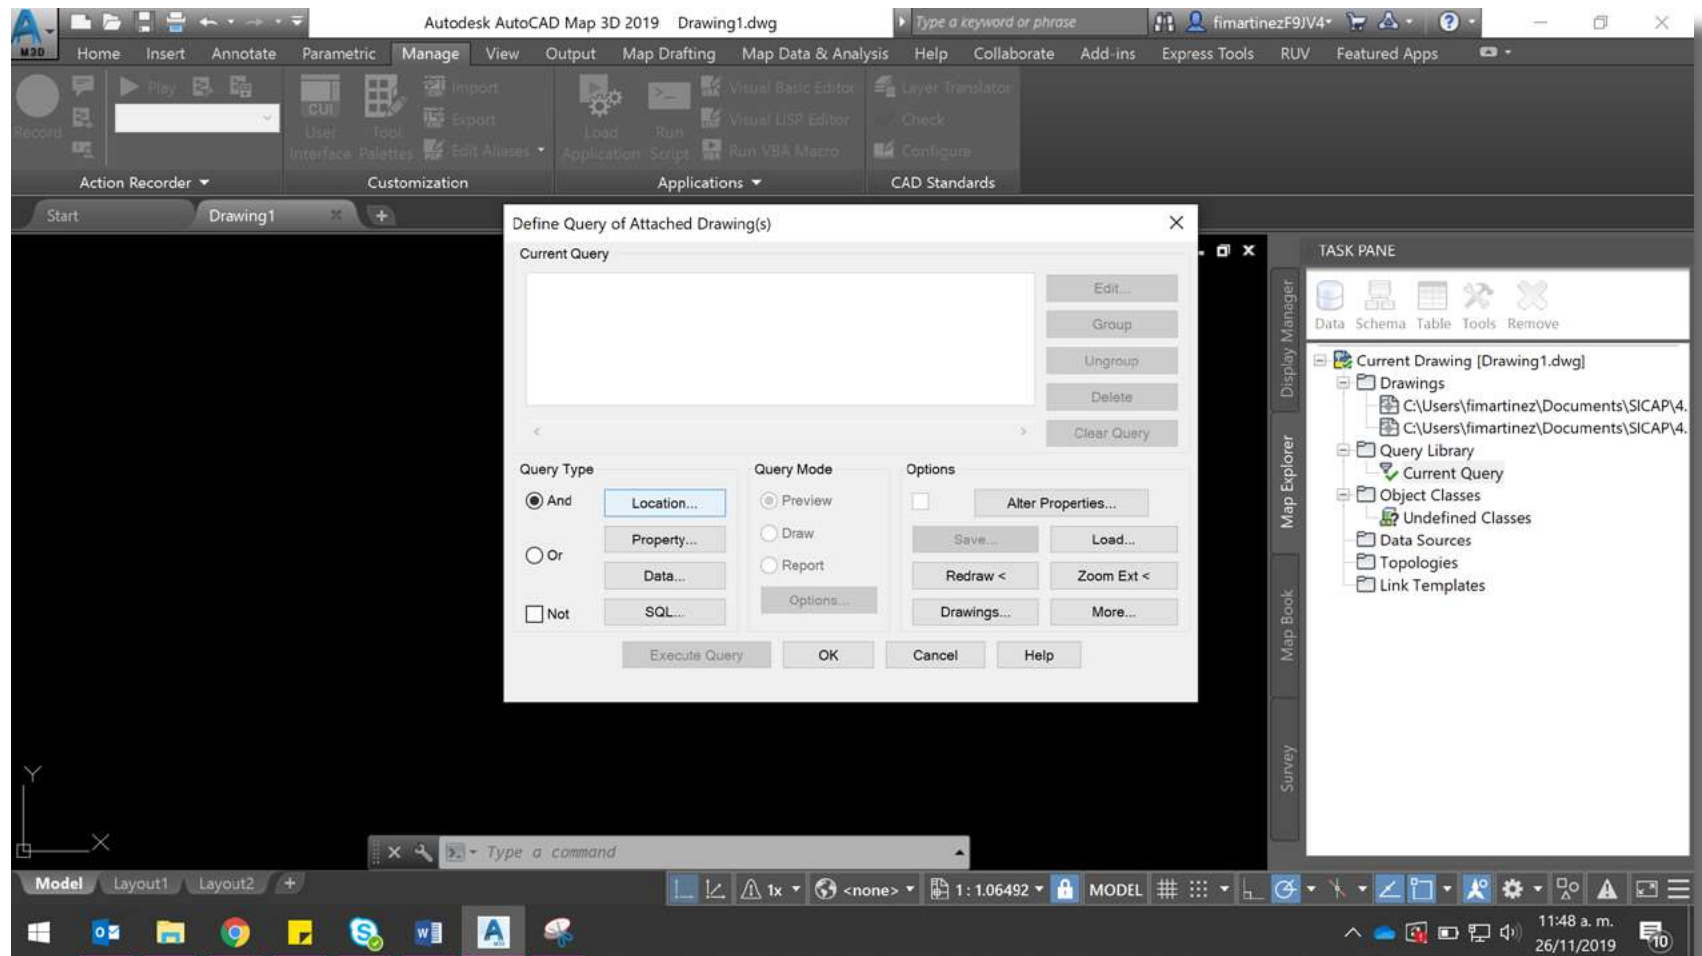 Autodesk AutoCAD Map 3D 2019 Drawing1.dwg
Type a keyword or phrase
fimartinezF9JV4
M3D
Home Insert Annotate Parametric Manage View Output Map Drafting Map Data & Analysis Help Collaborate Add-ins Express Tools RUV Featured Apps
Record
Play
CUI
User Interface
Tool Palettes
Import
Export
Edit Aliases
Load Application
Run Script
Visual Basic Editor
Visual LISP Editor
Run VBA Macro
Layer Translator
Check
Configure
Action Recorder
Customization
Applications
CAD Standards
Start
Drawing1
Define Query of Attached Drawing(s)
Current Query
Edit...
Group
Ungroup
Delete
Clear Query
Query Type
And
Or
Not
Location...
Property...
Data...
SQL...
Query Mode
Preview
Draw
Report
Options...
Options
Alter Properties...
Save... Load...
Redraw < Zoom Ext <
Drawings... More...
Execute Query OK Cancel Help
Display Manager
Map Explorer
Map Book
Survey
TASK PANE
Data Schema Table Tools Remove
Current Drawing [Drawing1.dwg]
Drawings
C:\Users\fimartinez\Documents\SICAP\4.
C:\Users\fimartinez\Documents\SICAP\4.
Query Library
Current Query
Object Classes
Undefined Classes
Data Sources
Topologies
Link Templates
Y
X
Type a command
Model Layout1 Layout2
1x <none> 1:1.06492 MODEL
11:48 a. m.
26/11/2019
10